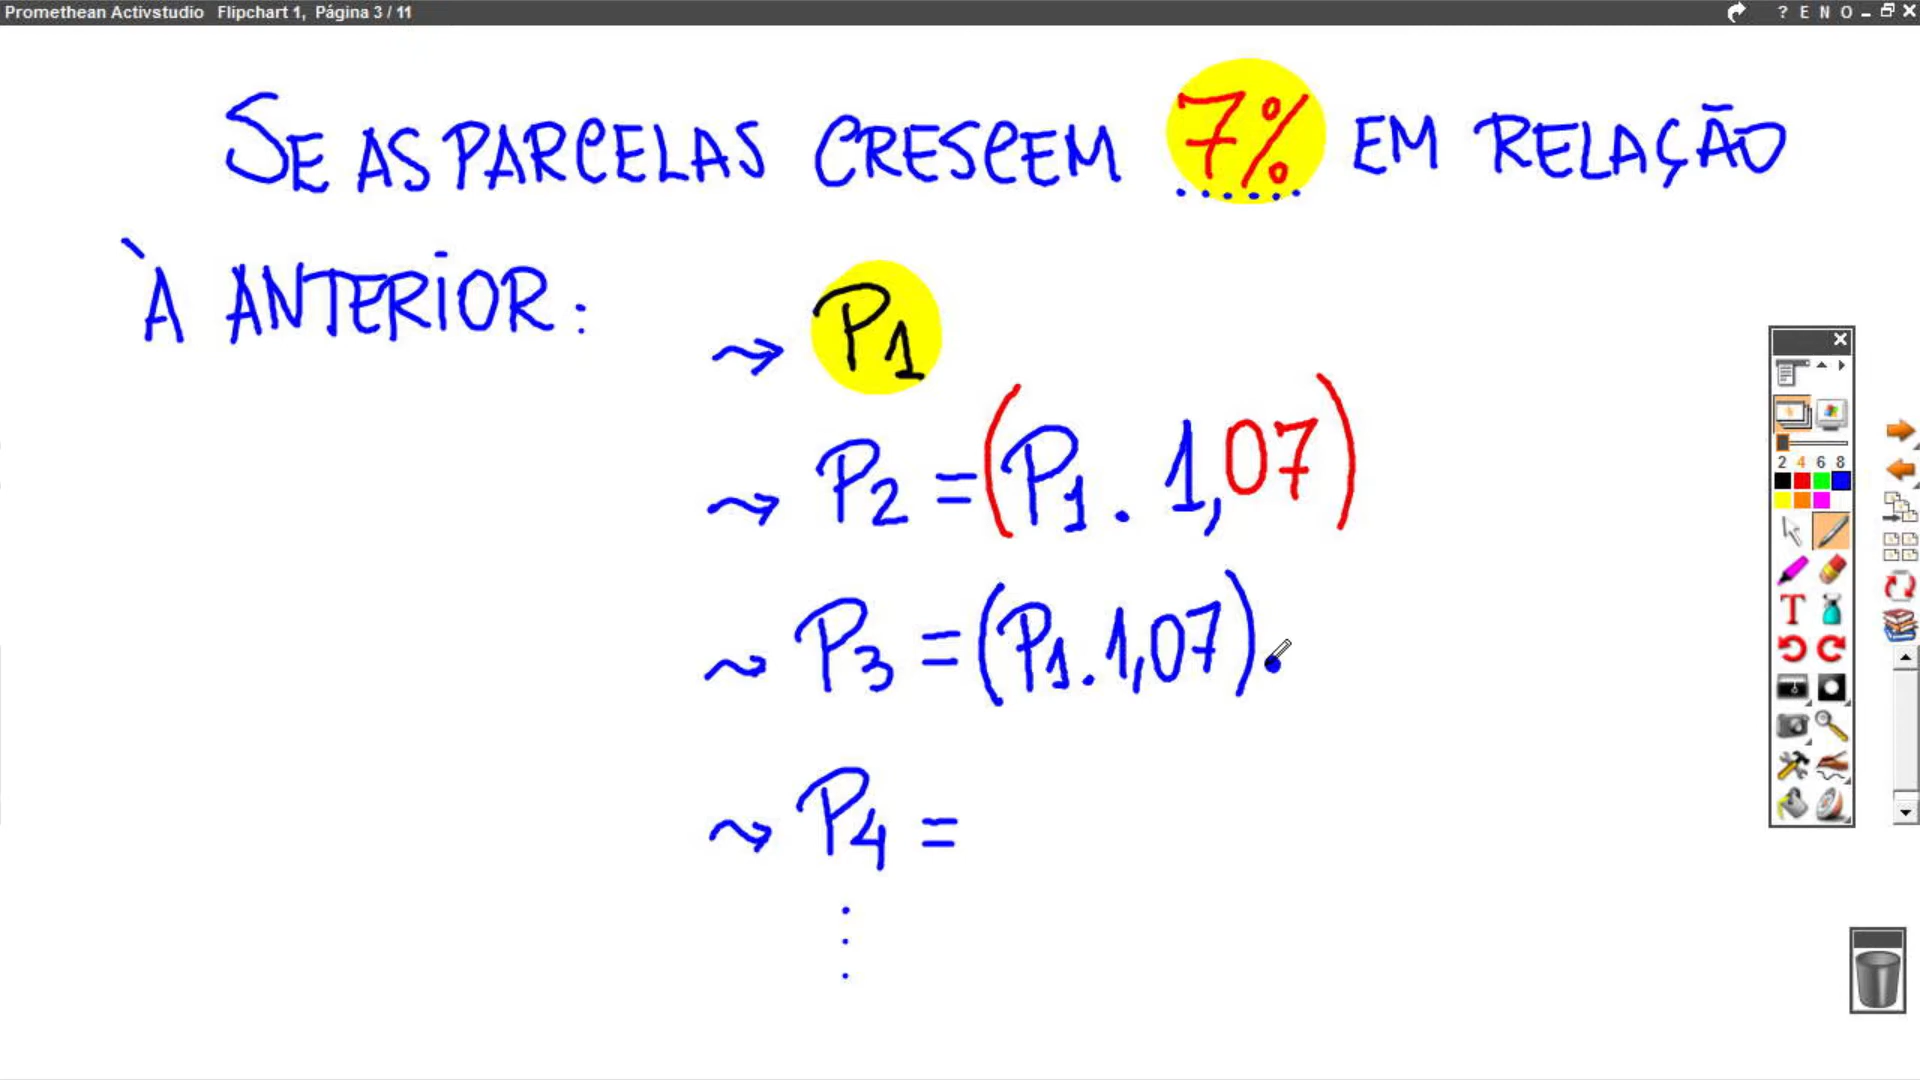 Promethean Activstudio Flipchart 1, Página 3 / 11
? E N O
SE AS PARCELAS CRESCEM 7% EM RELAÇÃO
À ANTERIOR:
⇝ P1
⇝ P2 = (P1 . 1,07)
⇝ P3 = (P1 . 1,07).
⇝ P4 =
2 4 6 8
T